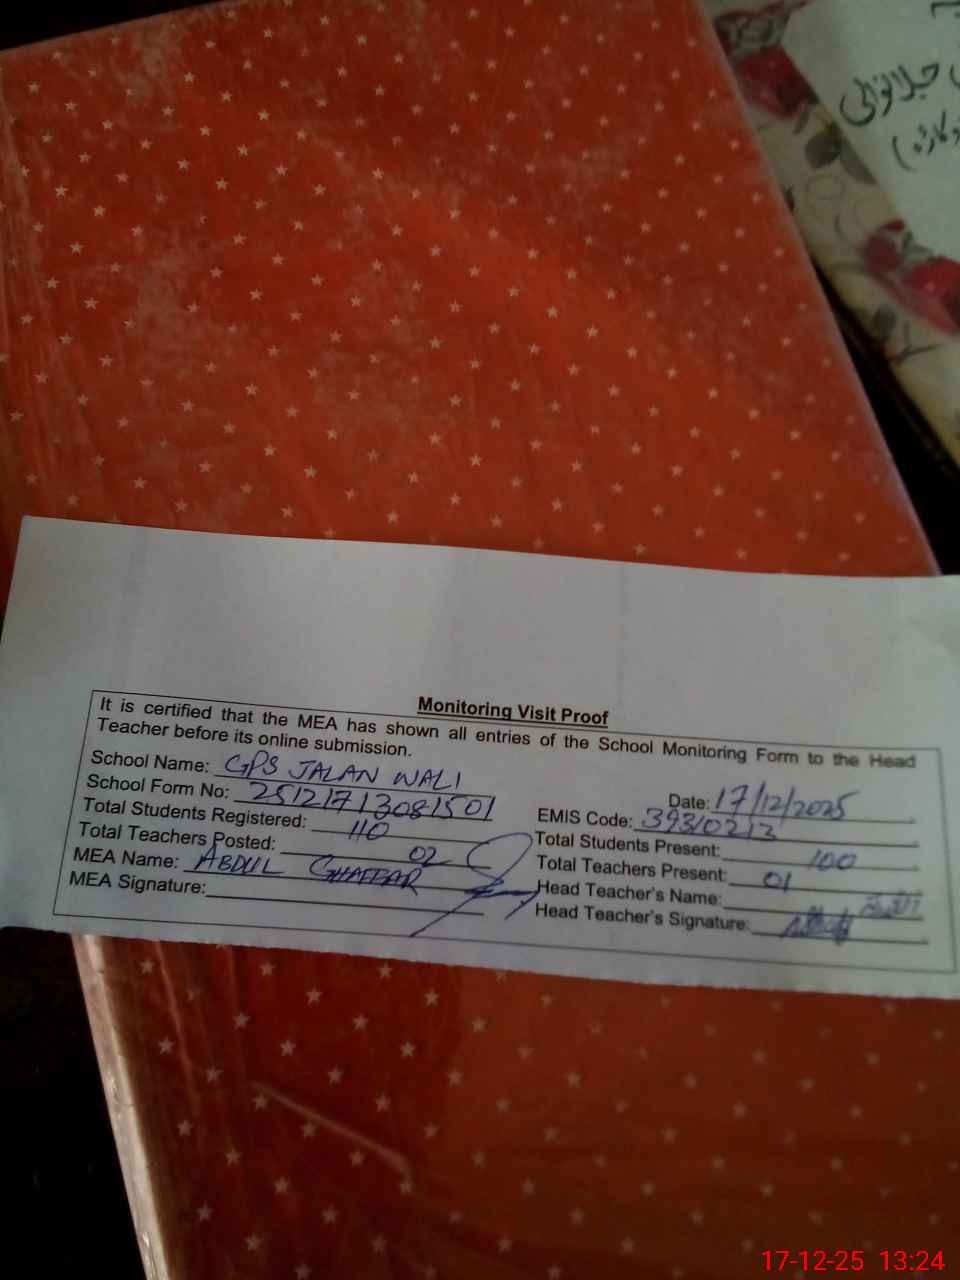 جلانوالی
Monitoring Visit Proof
It is certified that the MEA has shown all entries of the School Monitoring Form to the Head
Teacher before its online submission.
School Name: GPS JALAN WALI
Date: 17/12/2025
School Form No: 25121713081501
EMIS Code: 39310213
Total Students Registered: 110
Total Students Present: 100
Total Teachers Posted: 02
Total Teachers Present: 01
MEA Name: ABDUL GHAFFAR
Head Teacher's Name:
MEA Signature:
Head Teacher's Signature:
17-12-25 13:24